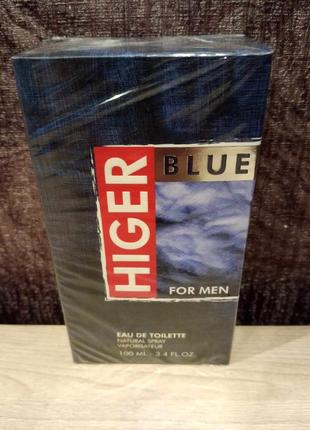 HIGER
BLUE
FOR MEN
EAU DE TOILETTE
NATURAL SPRAY
VAPORISATEUR
100 ML. 3.4 FL.OZ.